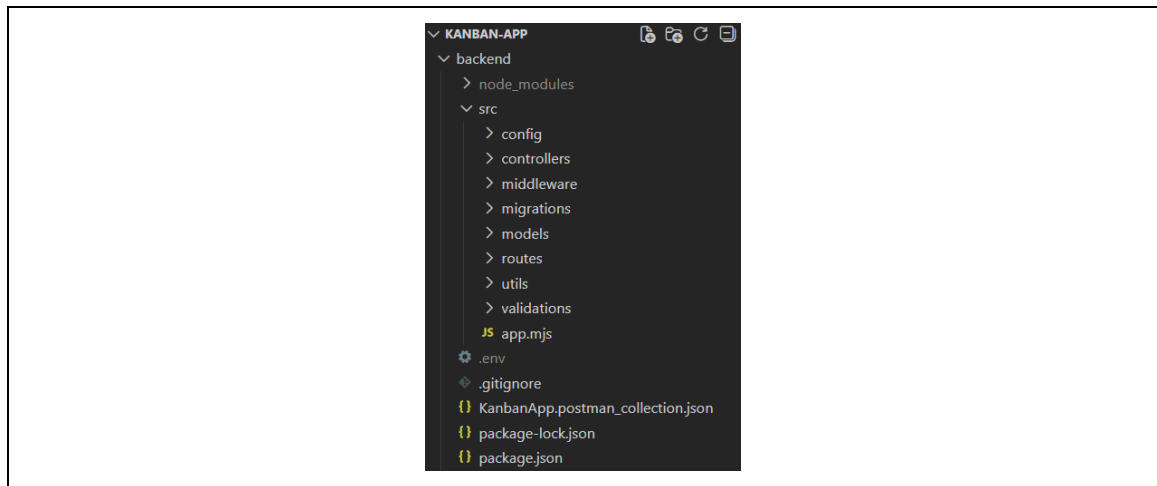 KANBAN-APP
backend
node_modules
src
config
controllers
middleware
migrations
models
routes
utils
validations
JS app.mjs
.env
.gitignore
{} KanbanApp.postman_collection.json
{} package-lock.json
{} package.json